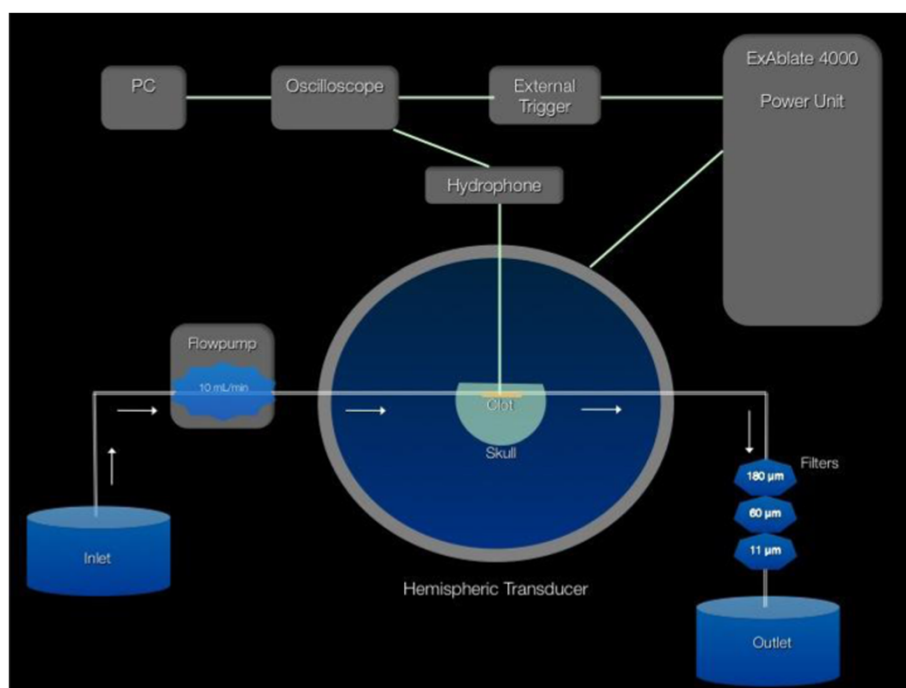 PC
Oscilloscope
External
Trigger
ExAblate 4000
Power Unit
Hydrophone
Flowpump
10 mL/min
Clot
Skull
Filters
180 µm
60 µm
11 µm
Inlet
Hemispheric Transducer
Outlet